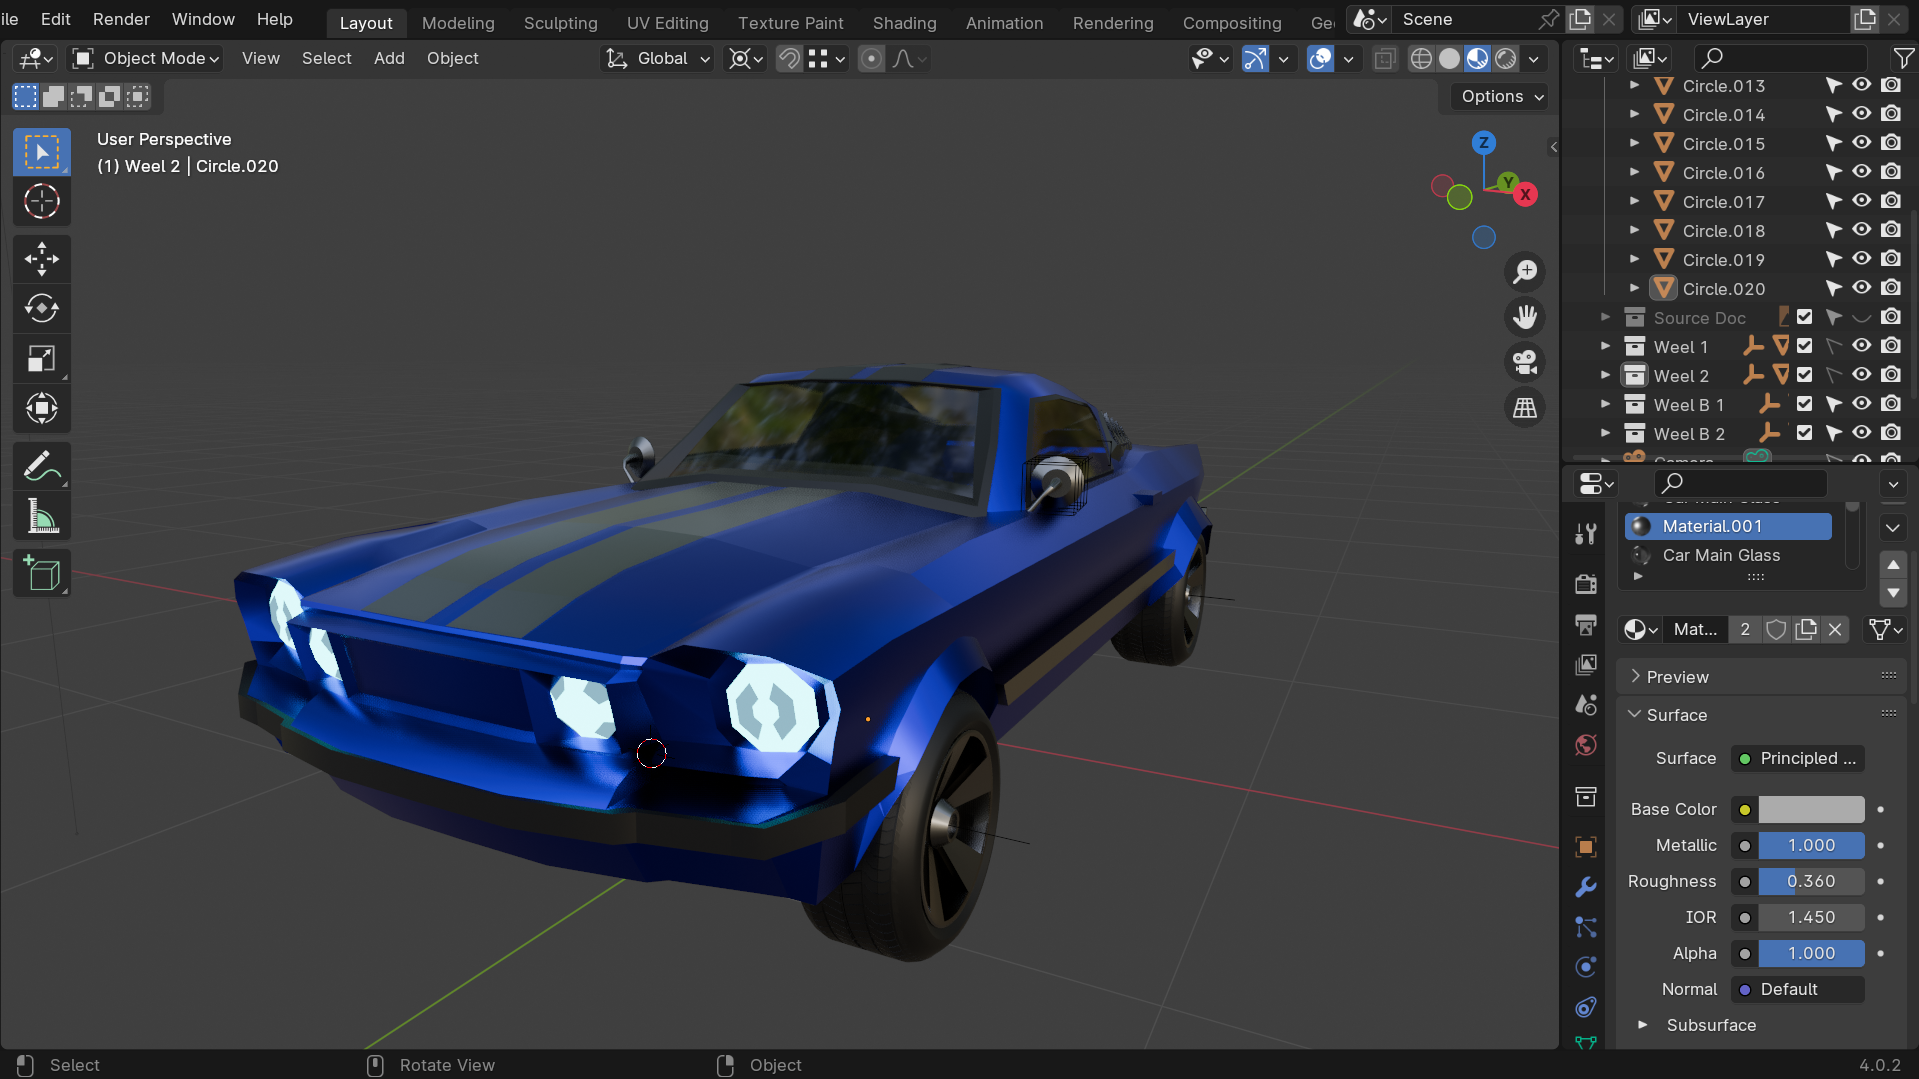 ile Edit Render Window Help Layout Modeling Sculpting UV Editing Texture Paint Shading Animation Rendering Compositing Ge Scene ViewLayer
Object Mode View Select Add Object Global
Options
User Perspective
(1) Weel 2 | Circle.020
Z
Y
X
Circle.013
Circle.014
Circle.015
Circle.016
Circle.017
Circle.018
Circle.019
Circle.020
Source Doc
Weel 1
Weel 2
Weel B 1
Weel B 2
Camera
Car Main Glass
Material.001
Car Main Glass
Mat... 2
Preview
Surface
Surface Principled ...
Base Color
Metallic 1.000
Roughness 0.360
IOR 1.450
Alpha 1.000
Normal Default
Subsurface
Select Rotate View Object 4.0.2